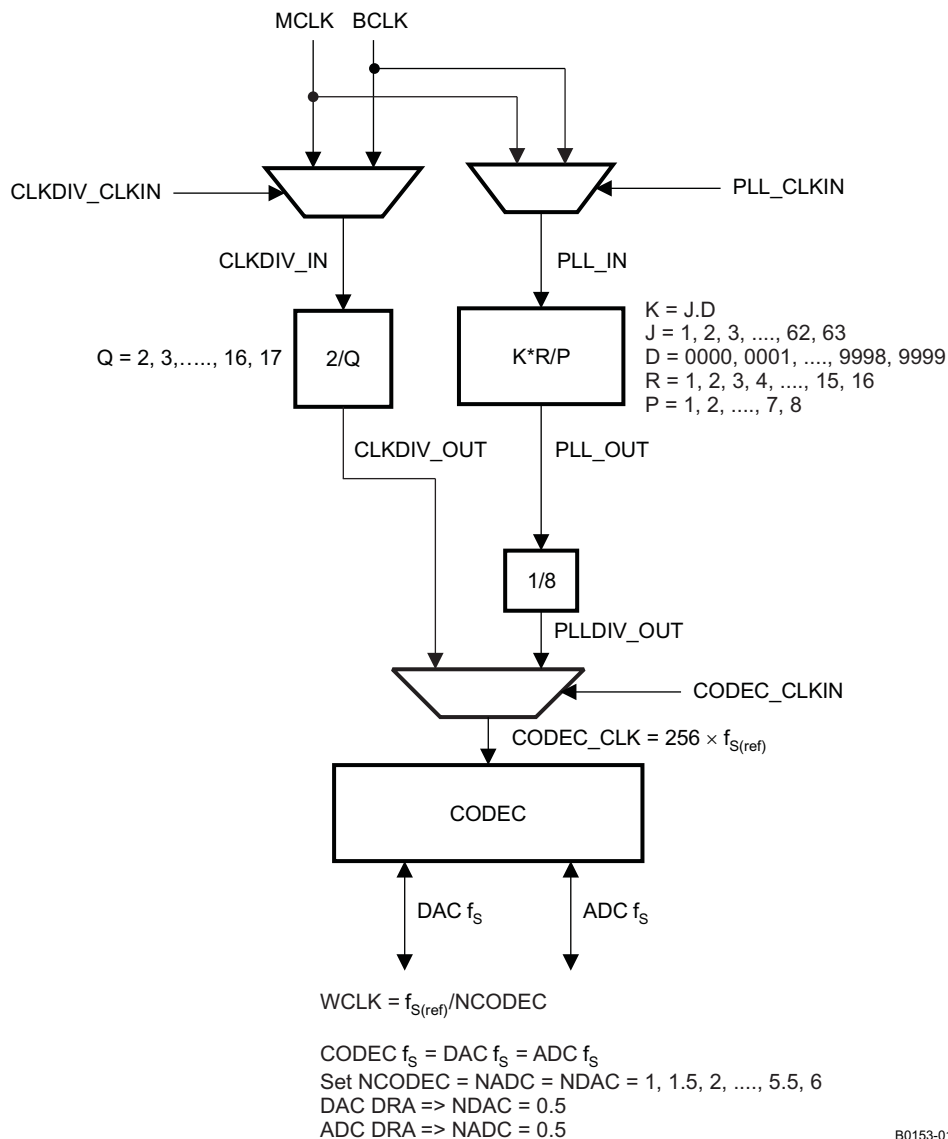 MCLK BCLK
CLKDIV_CLKIN
PLL_CLKIN
CLKDIV_IN
PLL_IN
K = J.D
J = 1, 2, 3, ...., 62, 63
D = 0000, 0001, ...., 9998, 9999
R = 1, 2, 3, 4, ...., 15, 16
P = 1, 2, ...., 7, 8
Q = 2, 3,....., 16, 17
2/Q
K*R/P
CLKDIV_OUT
PLL_OUT
1/8
PLLDIV_OUT
CODEC_CLKIN
CODEC_CLK = 256 × fS(ref)
CODEC
DAC fS
ADC fS
WCLK = fS(ref)/NCODEC
CODEC fS = DAC fS = ADC fS
Set NCODEC = NADC = NDAC = 1, 1.5, 2, ...., 5.5, 6
DAC DRA => NDAC = 0.5
ADC DRA => NADC = 0.5